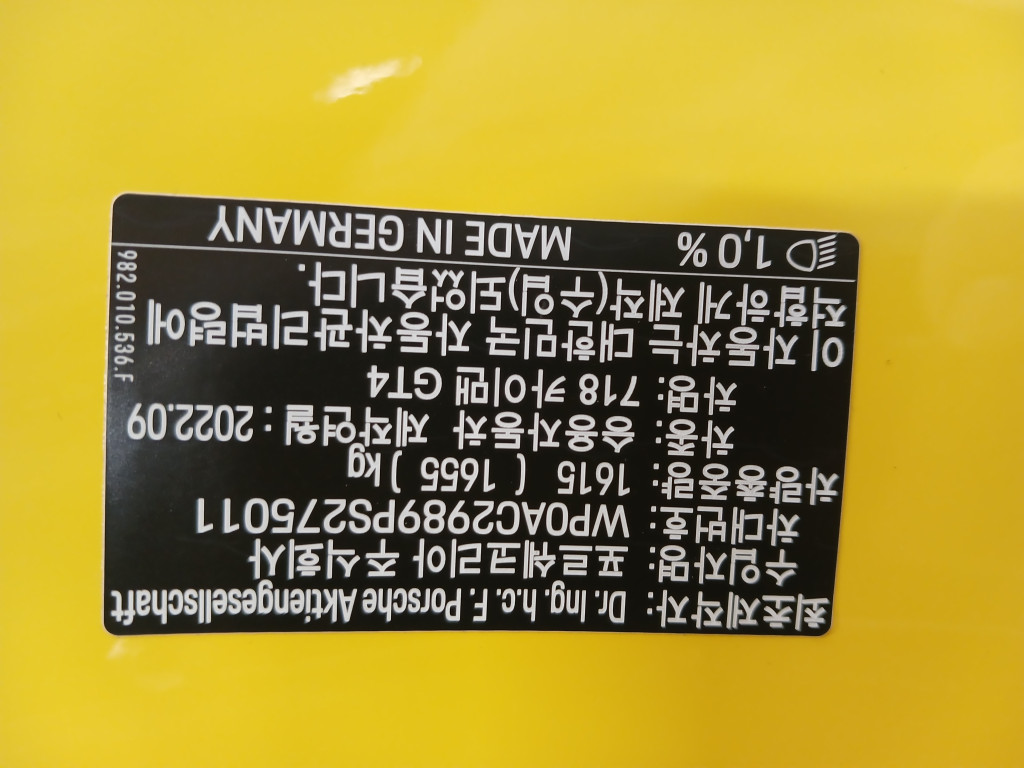 최초제작자: Dr. Ing. h.c. F. Porsche Aktiengesellschaft
수입자명: 포르쉐코리아 주식회사
차대번호: WP0AC2989PS275011
차량총중량: 1615 ( 1655 ) kg
차종: 승용자동차 제작연월 : 2022.09
차명: 718 카이맨 GT4
이 자동차는 대한민국 자동차관리법령에
적합하게 제작(수입)되었습니다.
1,0 % MADE IN GERMANY
982.010.536.F